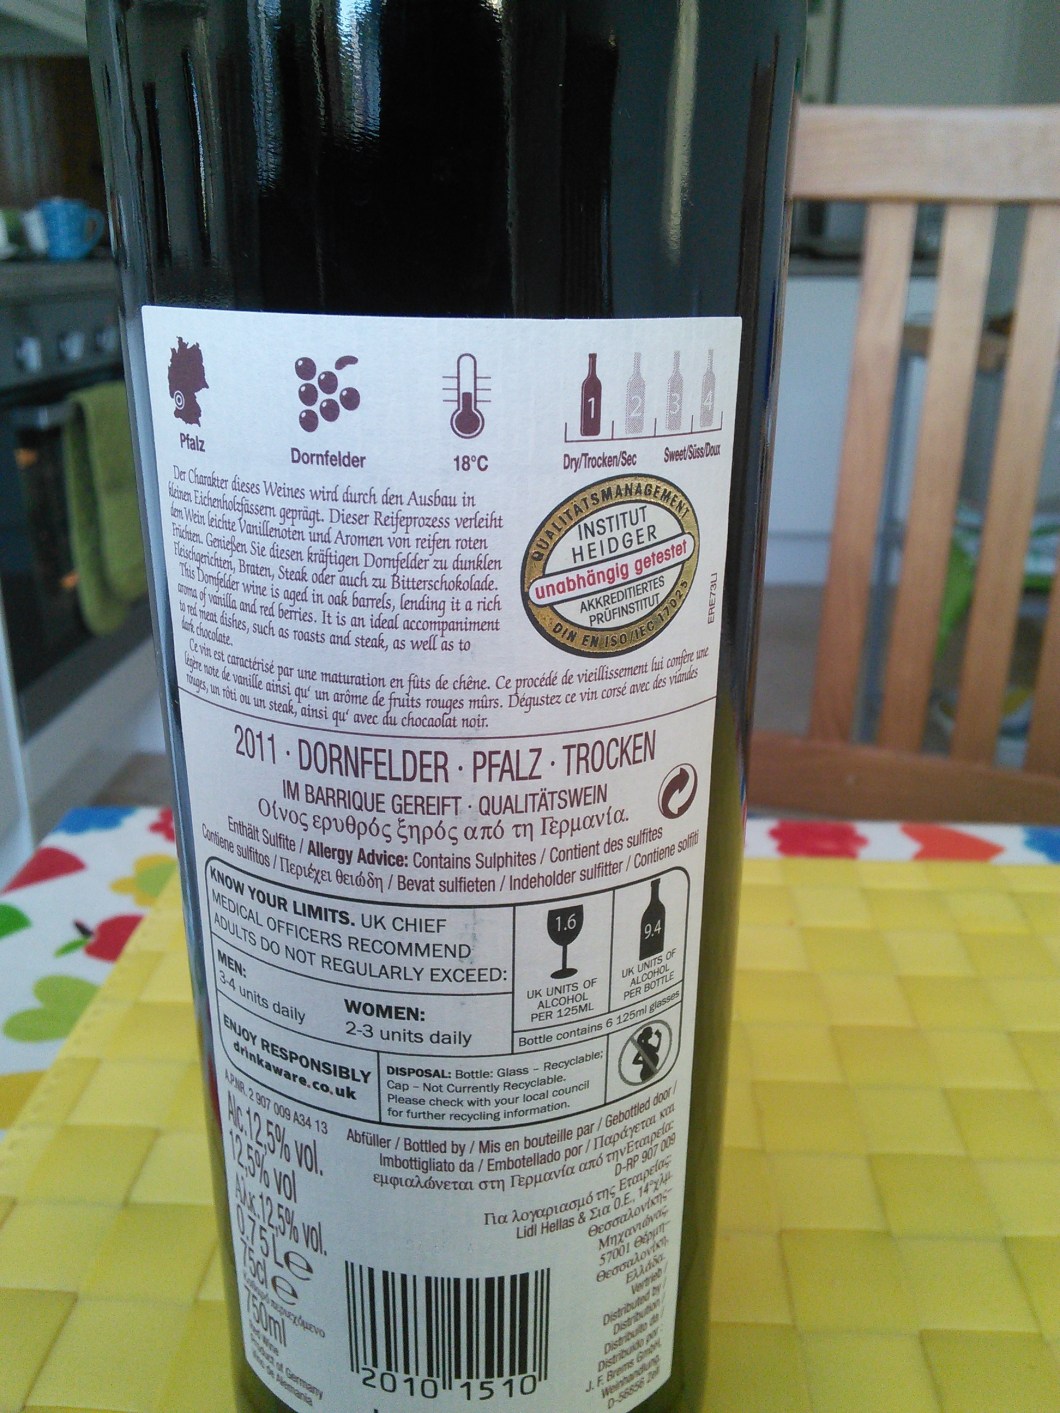 Pfalz
Dornfelder
18°C
1 2 3 4
Dry/Trocken/Sec Sweet/Süss/Doux
Der Charakter dieses Weines wird durch den Ausbau in
kleinen Eichenholzfässern geprägt. Dieser Reifeprozess verleiht
dem Wein leichte Vanillenoten und Aromen von reifen roten
Früchten. Genießen Sie diesen kräftigen Dornfelder zu dunklen
Fleischgerichten, Braten, Steak oder auch zu Bitterschokolade.
This Dornfelder wine is aged in oak barrels, lending it a rich
aroma of vanilla and red berries. It is an ideal accompaniment
to red meat dishes, such as roasts and steak, as well as to
dark chocolate.
QUALITÄTSMANAGEMENT
INSTITUT
HEIDGER
unabhängig getestet
AKKREDITIERTES
PRÜFINSTITUT
DIN EN ISO/IEC 17025
ERE73LI
Ce vin est caractérisé par une maturation en fûts de chêne. Ce procédé de vieillissement lui confère une
légère note de vanille ainsi qu' un arôme de fruits rouges mûrs. Dégustez ce vin corsé avec des viandes
rouges, un rôti ou un steak, ainsi qu' avec du chocaolat noir.
2011 · DORNFELDER · PFALZ · TROCKEN
IM BARRIQUE GEREIFT · QUALITÄTSWEIN
Οίνος ερυθρός ξηρός από τη Γερμανία.
Enthält Sulfite / Allergy Advice: Contains Sulphites / Contient des sulfites
Contiene sulfitos / Περιέχει θειώδη / Bevat sulfieten / Indeholder sulfitter / Contiene solfiti
KNOW YOUR LIMITS. UK CHIEF
MEDICAL OFFICERS RECOMMEND
ADULTS DO NOT REGULARLY EXCEED:
MEN:
3-4 units daily
WOMEN:
2-3 units daily
1.6
UK UNITS OF
ALCOHOL
PER 125ML
9.4
UK UNITS OF
ALCOHOL
PER BOTTLE
Bottle contains 6 125ml glasses
ENJOY RESPONSIBLY
drinkaware.co.uk
DISPOSAL: Bottle: Glass – Recyclable;
Cap – Not Currently Recyclable.
Please check with your local council
for further recycling information.
A.P.NR. 2 907 009 A34 13
Alc.12,5% vol.
12,5% vol
Αλκ.12,5% vol.
0,75 L e
75cl e
750ml
Product of Germany
Abfüller / Bottled by / Mis en bouteille par / Gebotteld door /
Imbottigliato da / Embotellado por / Παράγεται και
εμφιαλώνεται στη Γερμανία από την Εταιρεία:
D-RP 907 009
Για λογαριασμό της Εταιρείας
Lidl Hellas & Σια Ο.Ε., 14°χλμ.
Θεσσαλονίκης–
Μηχανιώνας,
57001 Θέρμη–
Θεσσαλονίκη,
Ελλάδα.
Vertrieb /
Distributed by /
Distribution /
Distribuito da /
Distribuido por /
J. F. Brems GmbH,
Weinhandlung
D-56856 Zell
2010 1510